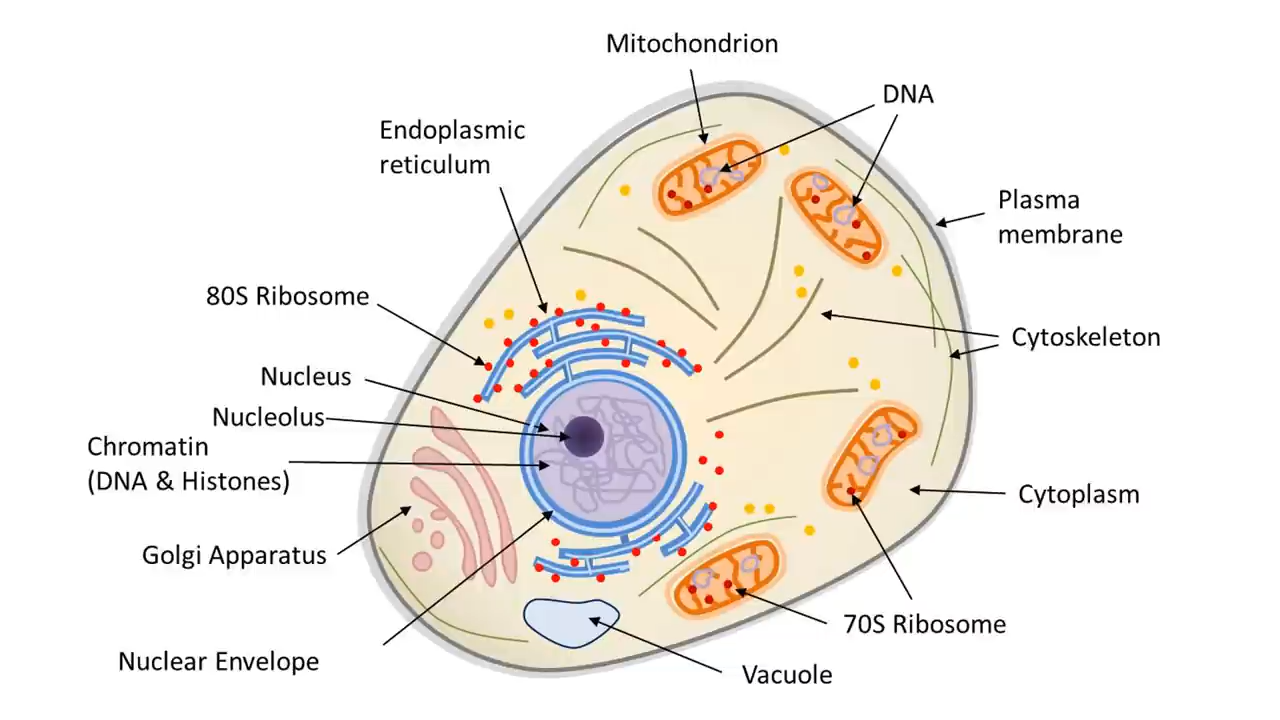 Mitochondrion
DNA
Endoplasmic
reticulum
Plasma
membrane
80S Ribosome
Cytoskeleton
Nucleus
Nucleolus
Chromatin
(DNA & Histones)
Cytoplasm
Golgi Apparatus
70S Ribosome
Nuclear Envelope
Vacuole